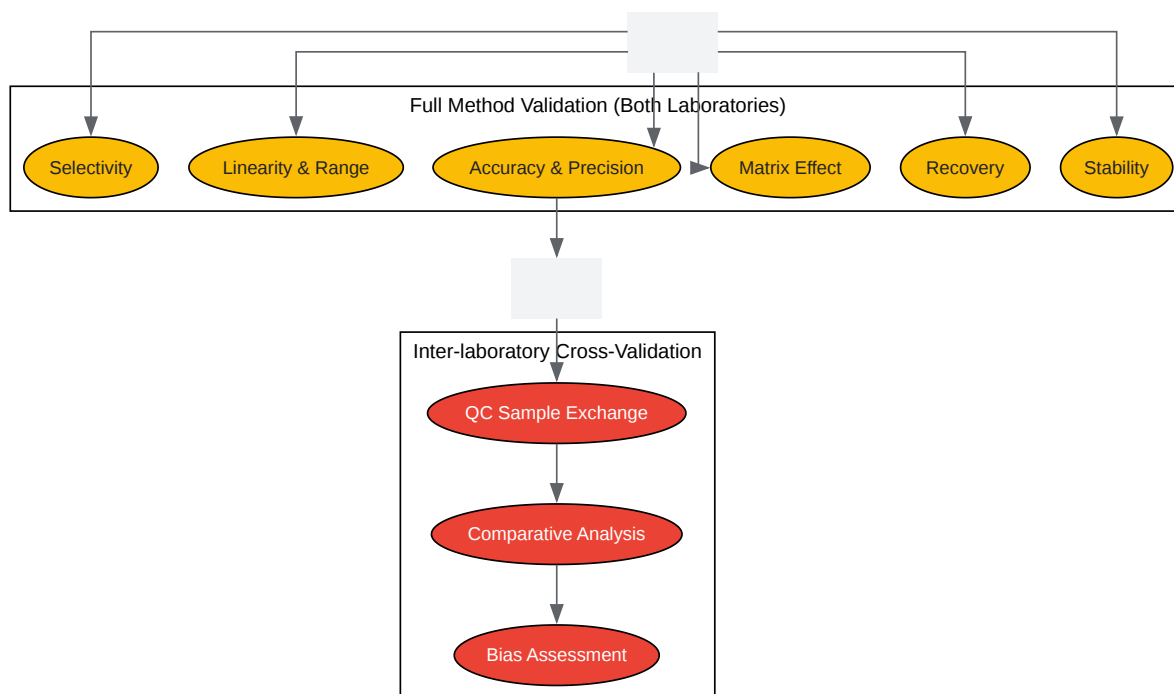 Full Method Validation (Both Laboratories)
Selectivity
Linearity & Range
Accuracy & Precision
Matrix Effect
Recovery
Stability
Inter-laboratory Cross-Validation
QC Sample Exchange
Comparative Analysis
Bias Assessment